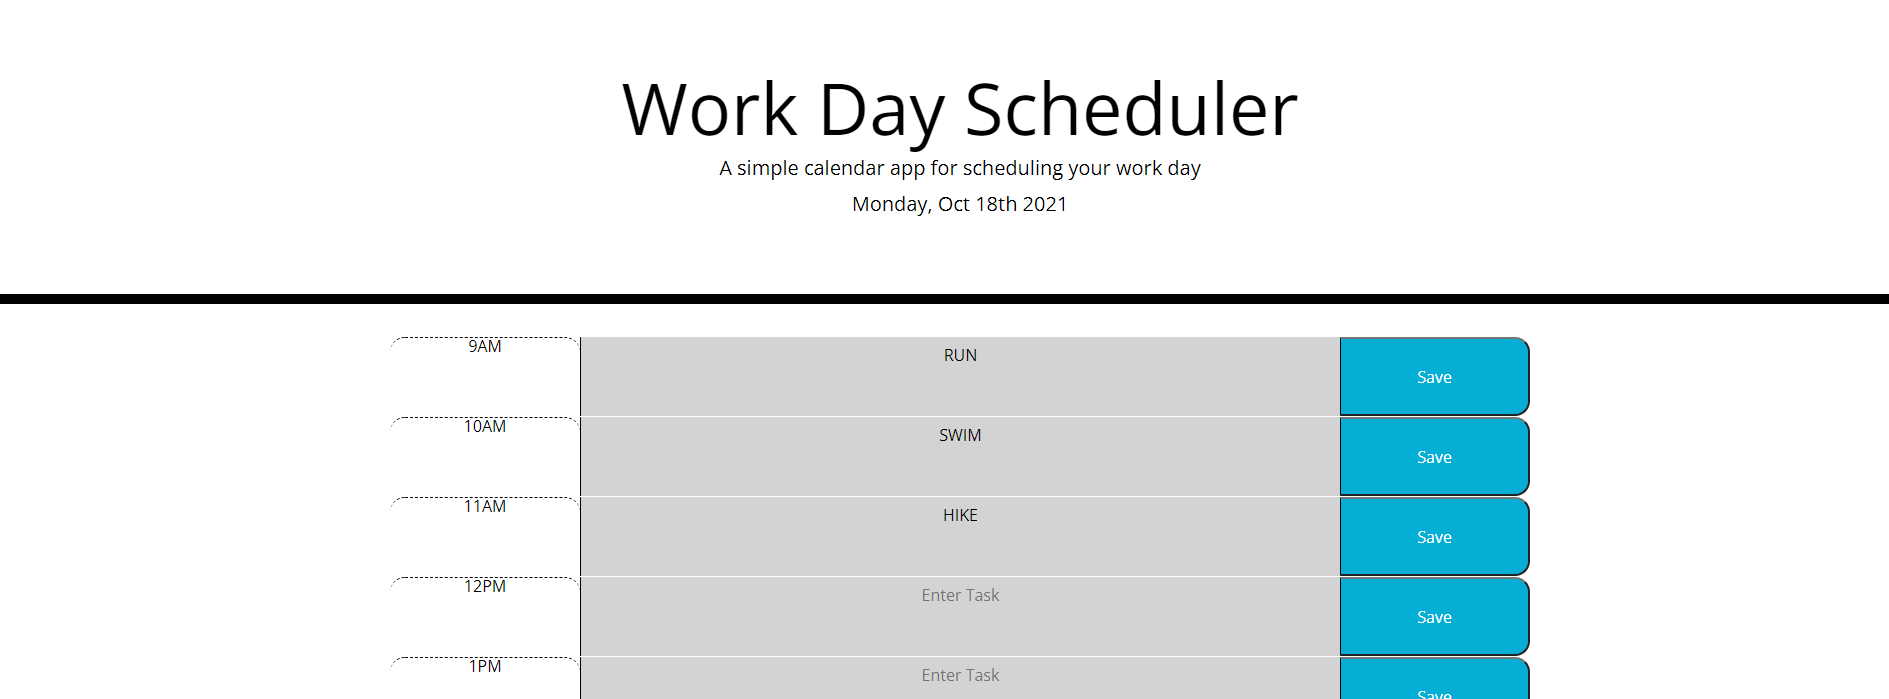 Work Day Scheduler
A simple calendar app for scheduling your work day
Monday, Oct 18th 2021
9AM RUN Save
10AM SWIM Save
11AM HIKE Save
12PM Enter Task Save
1PM Enter Task Save